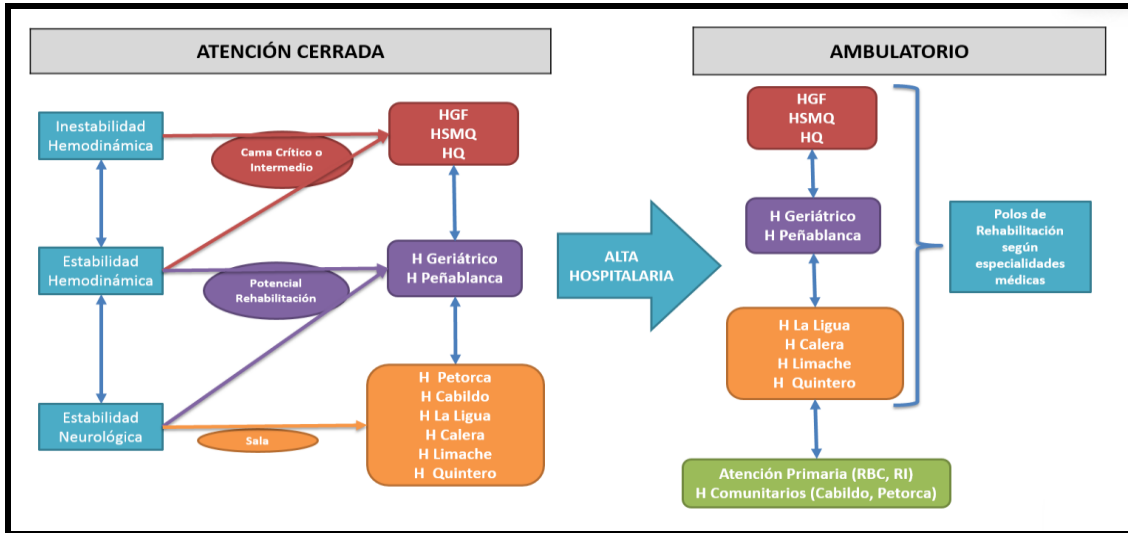 ATENCIÓN CERRADA
Inestabilidad
Hemodinámica
Cama Crítico o
Intermedio
HGF
HSMQ
HQ
Estabilidad
Hemodinámica
Potencial
Rehabilitación
H Geriátrico
H Peñablanca
Estabilidad
Neurológica
Sala
H Petorca
H Cabildo
H La Ligua
H Calera
H Limache
H Quintero
ALTA
HOSPITALARIA
AMBULATORIO
HGF
HSMQ
HQ
H Geriátrico
H Peñablanca
H La Ligua
H Calera
H Limache
H Quintero
Polos de
Rehabilitación
según
especialidades
médicas
Atención Primaria (RBC, RI)
H Comunitarios (Cabildo, Petorca)